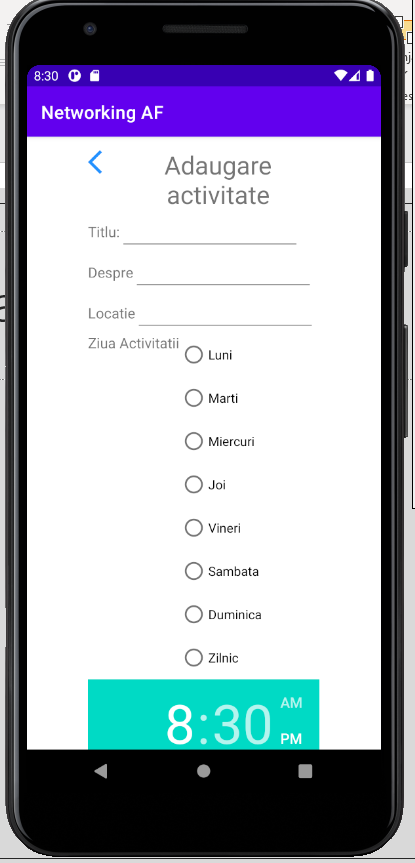 8:30
Networking AF
Adaugare
activitate
Titlu:
Despre
Locatie
Ziua Activitatii
Luni
Marti
Miercuri
Joi
Vineri
Sambata
Duminica
Zilnic
8:30
AM
PM